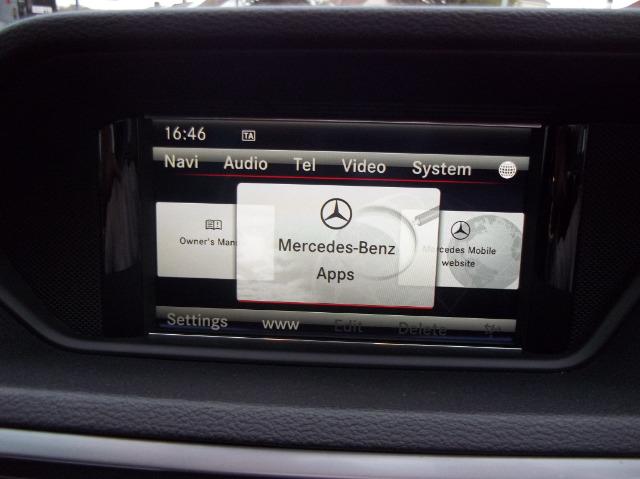 16:46 TA
Navi Audio Tel Video System
Owner's Man
Mercedes-Benz
Apps
Mercedes Mobile
website
Settings www Edit Delete